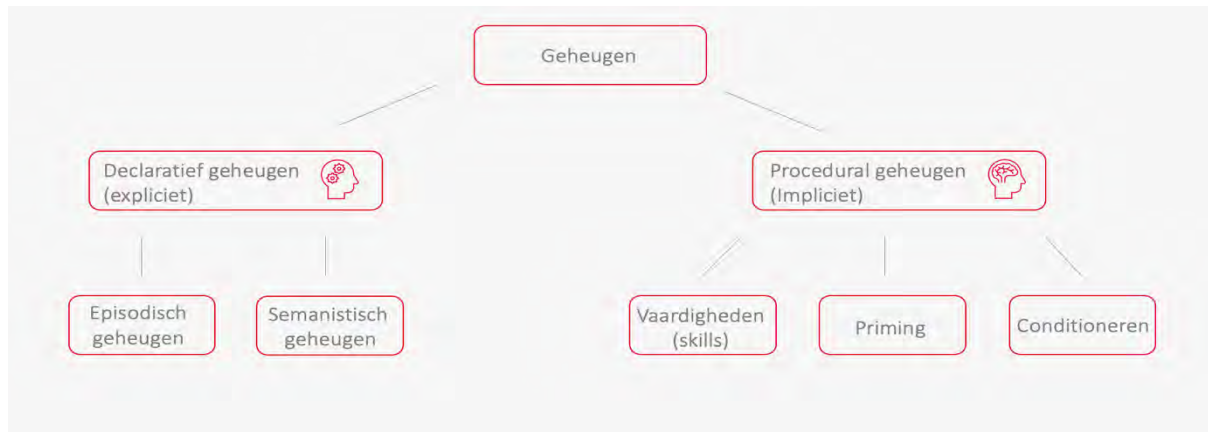 Geheugen
Declaratief geheugen
(expliciet)
Procedural geheugen
(Impliciet)
Episodisch
geheugen
Semanistisch
geheugen
Vaardigheden
(skills)
Priming
Conditioneren